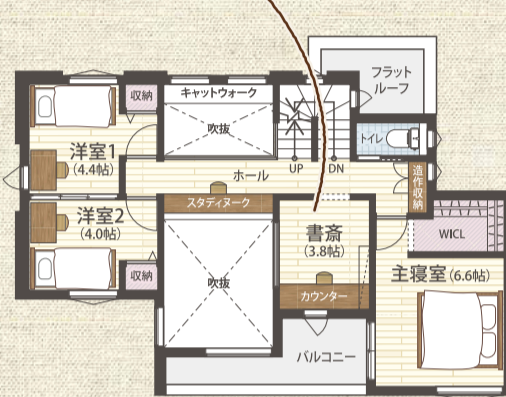 フラット
ルーフ
収納
キャットウォーク
吹抜
トイレ
洋室1
(4.4帖)
UP
DN
ホール
造作収納
スタディヌーク
洋室2
(4.0帖)
書斎
(3.8帖)
WICL
主寝室(6.6帖)
収納
吹抜
カウンター
バルコニー